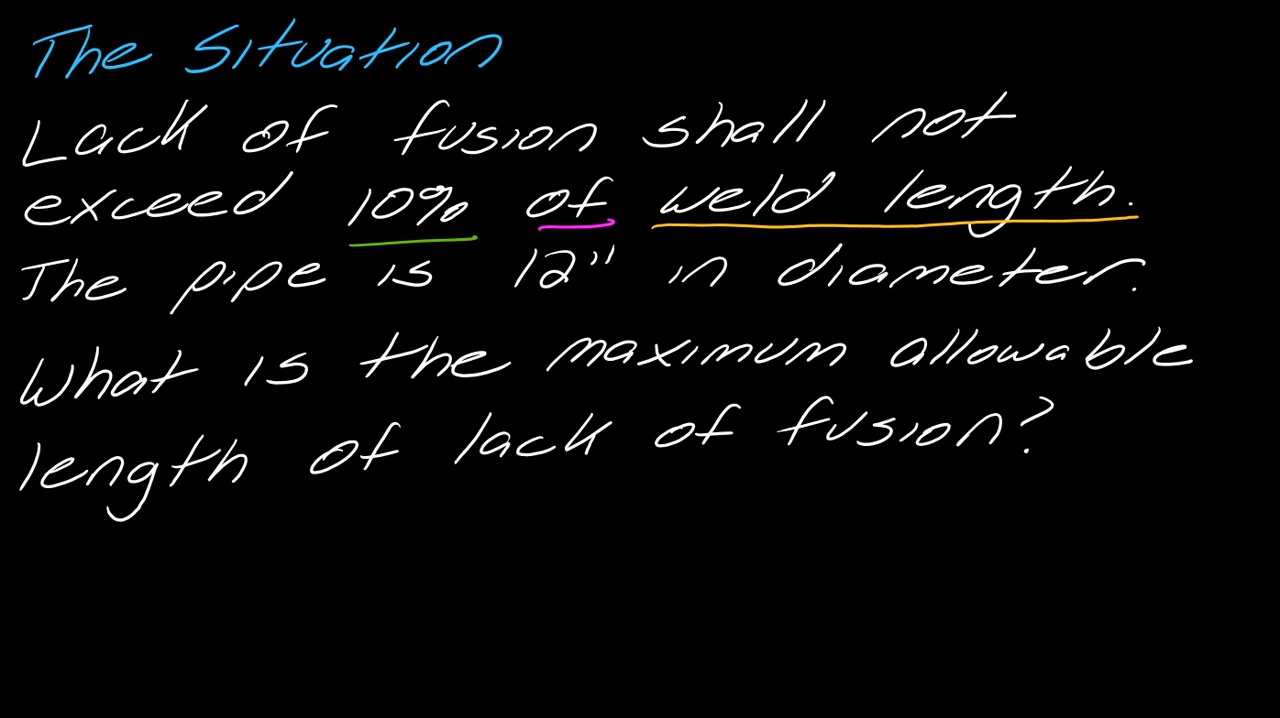 The Situation
Lack of fusion shall not
exceed 10% of weld length.
The pipe is 12" in diameter.
What is the maximum allowable
length of lack of fusion?